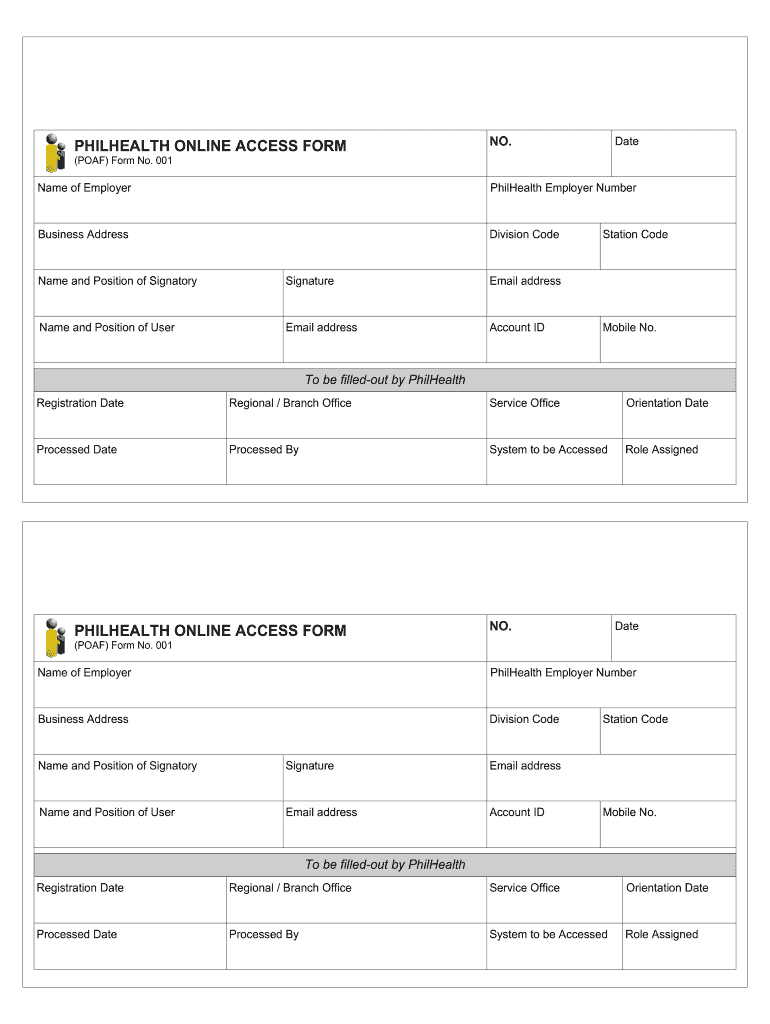 PHILHEALTH ONLINE ACCESS FORM NO. Date
(POAF) Form No. 001
Name of Employer PhilHealth Employer Number
Business Address Division Code Station Code
Name and Position of Signatory Signature Email address
Name and Position of User Email address Account ID Mobile No.
To be filled-out by PhilHealth
Registration Date Regional / Branch Office Service Office Orientation Date
Processed Date Processed By System to be Accessed Role Assigned
PHILHEALTH ONLINE ACCESS FORM NO. Date
(POAF) Form No. 001
Name of Employer PhilHealth Employer Number
Business Address Division Code Station Code
Name and Position of Signatory Signature Email address
Name and Position of User Email address Account ID Mobile No.
To be filled-out by PhilHealth
Registration Date Regional / Branch Office Service Office Orientation Date
Processed Date Processed By System to be Accessed Role Assigned